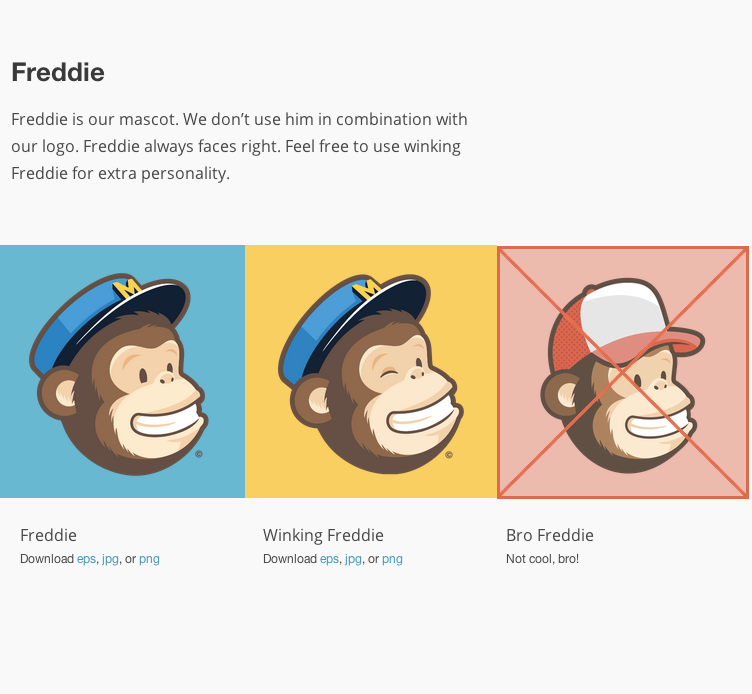 Freddie
Freddie is our mascot. We don’t use him in combination with
our logo. Freddie always faces right. Feel free to use winking
Freddie for extra personality.
M
M
©
©
Freddie
Download eps, jpg, or png
Winking Freddie
Download eps, jpg, or png
Bro Freddie
Not cool, bro!